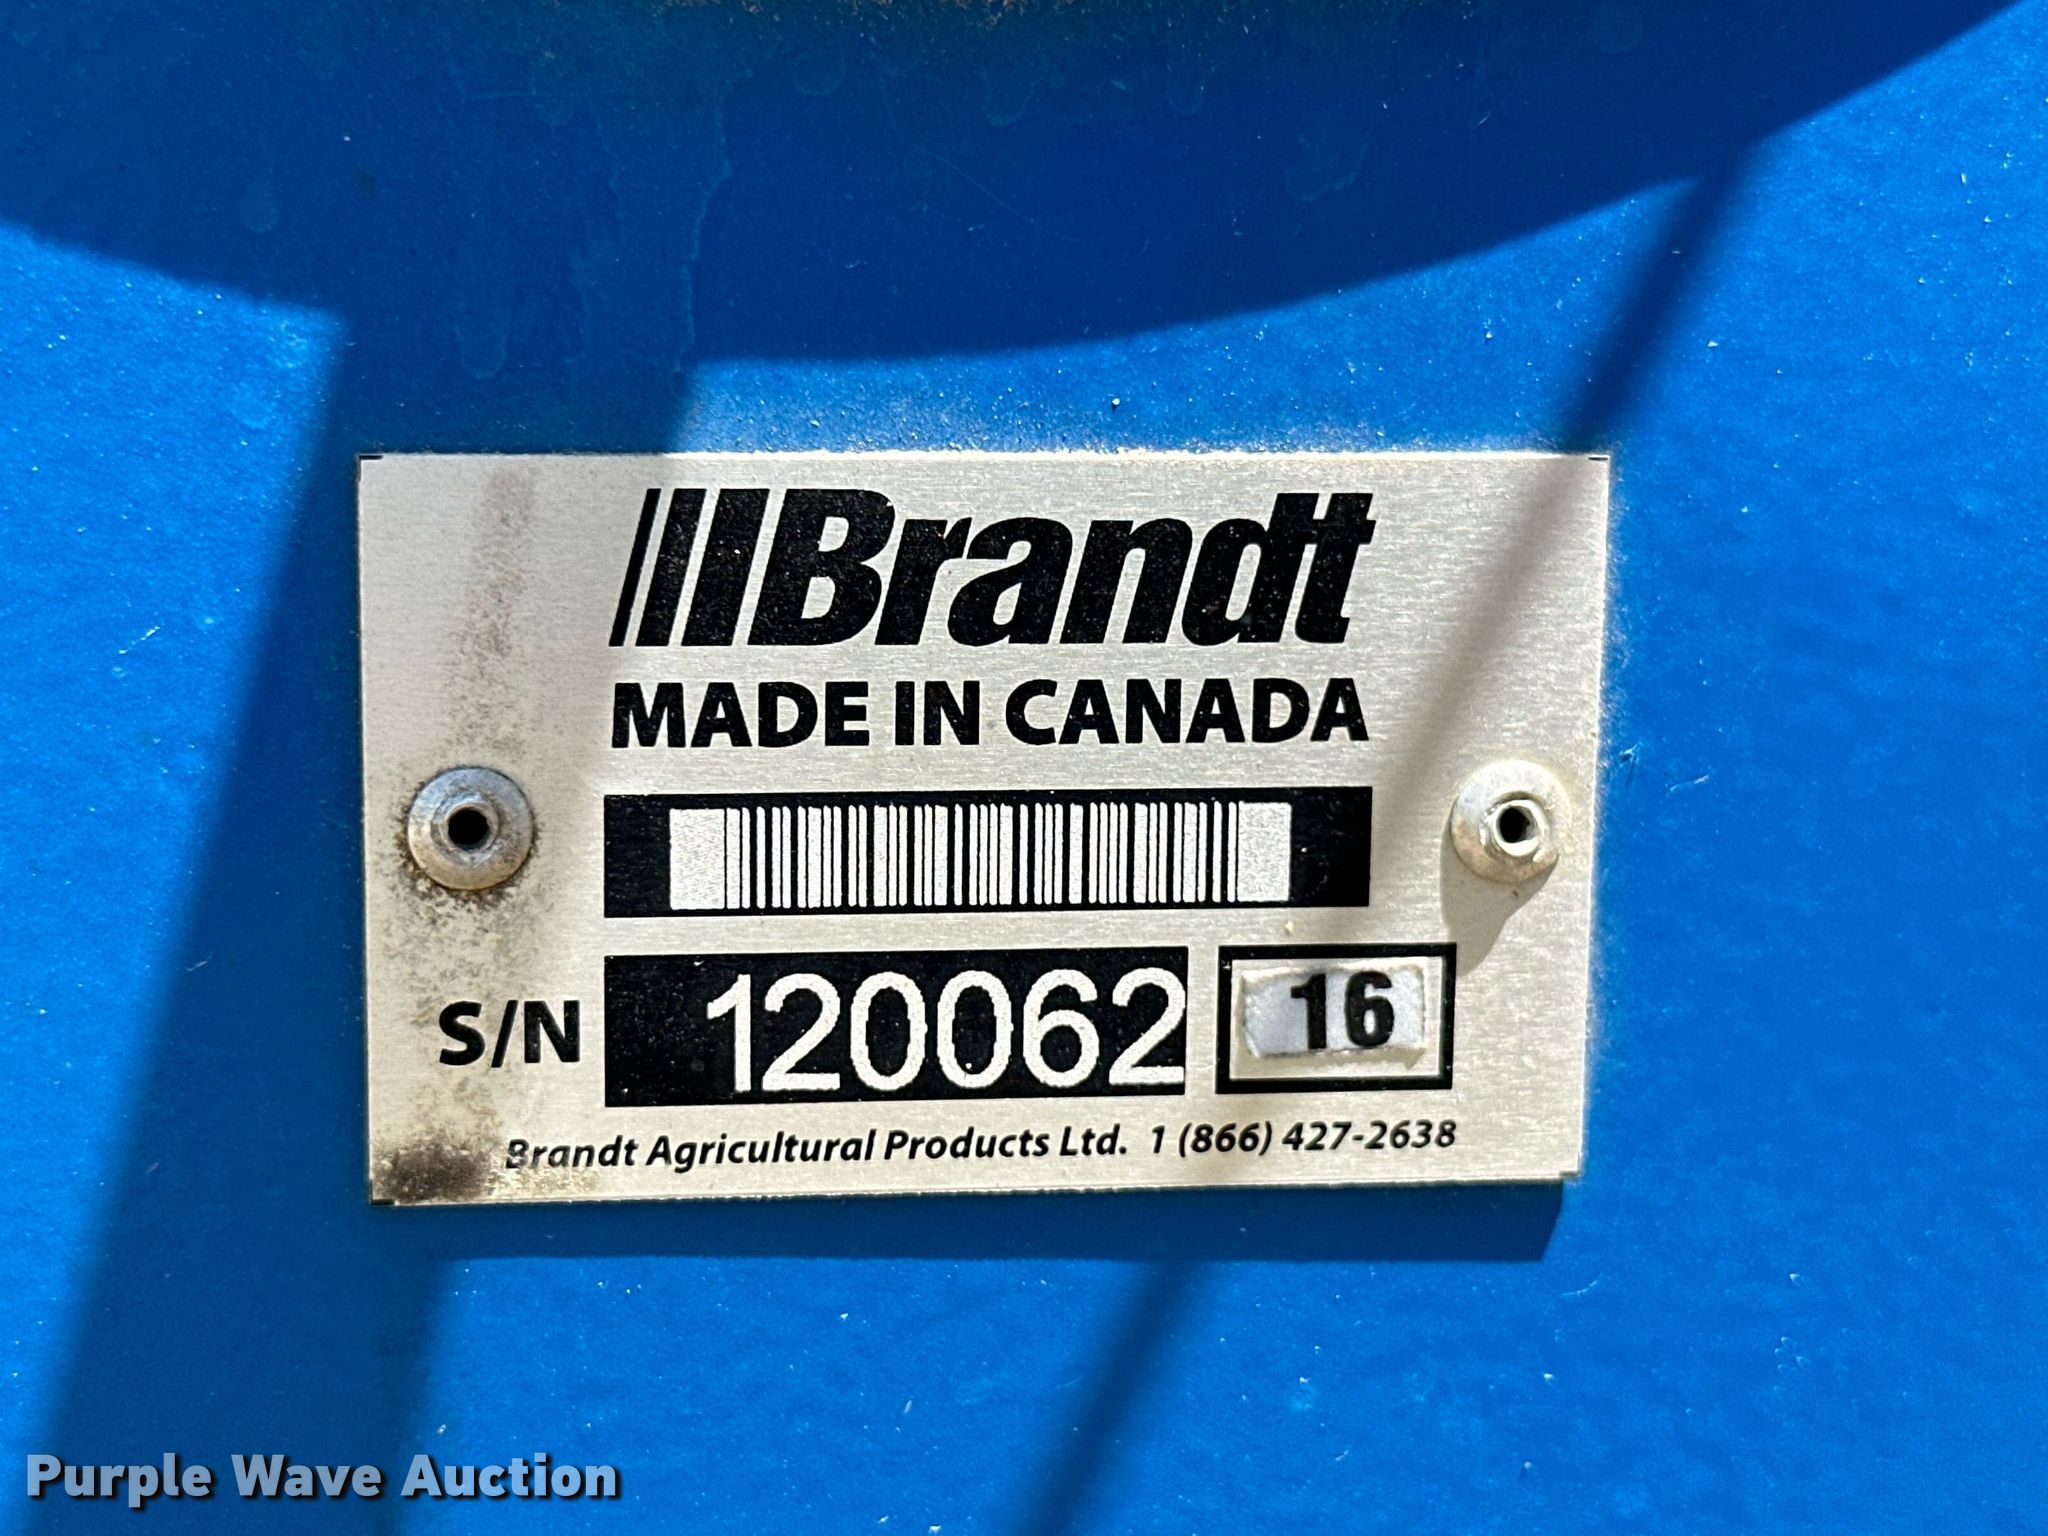 Brandt
MADE IN CANADA
S/N 120062 16
Brandt Agricultural Products Ltd. 1 (866) 427-2638
Purple Wave Auction